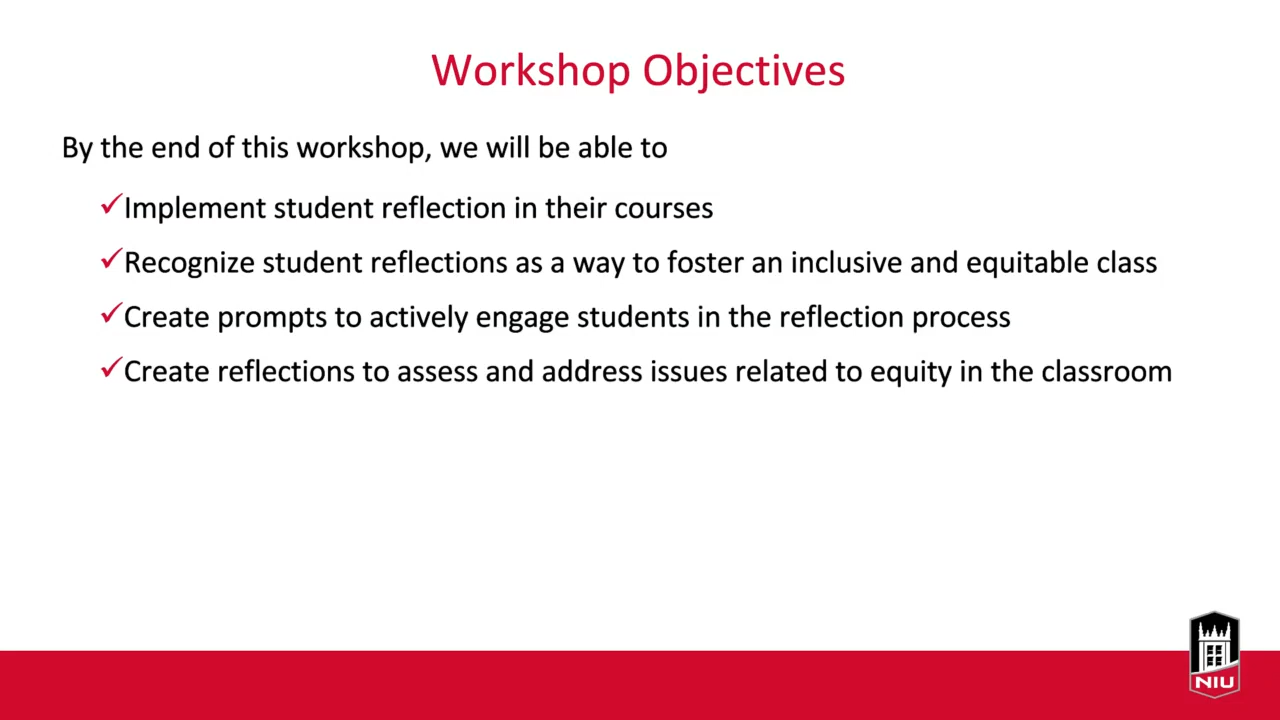 Workshop Objectives
By the end of this workshop, we will be able to
✓Implement student reflection in their courses
✓Recognize student reflections as a way to foster an inclusive and equitable class
✓Create prompts to actively engage students in the reflection process
✓Create reflections to assess and address issues related to equity in the classroom
NIU